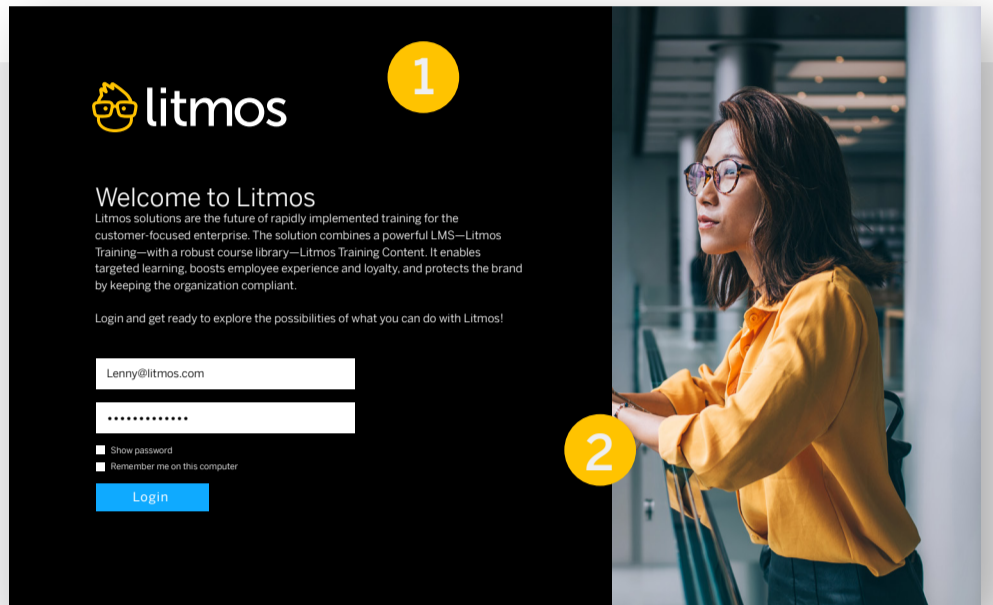 1
litmos
Welcome to Litmos
Litmos solutions are the future of rapidly implemented training for the
customer-focused enterprise. The solution combines a powerful LMS—Litmos
Training—with a robust course library—Litmos Training Content. It enables
targeted learning, boosts employee experience and loyalty, and protects the brand
by keeping the organization compliant.
Login and get ready to explore the possibilities of what you can do with Litmos!
Lenny@litmos.com
•••••••••••••
Show password
2
Remember me on this computer
Login